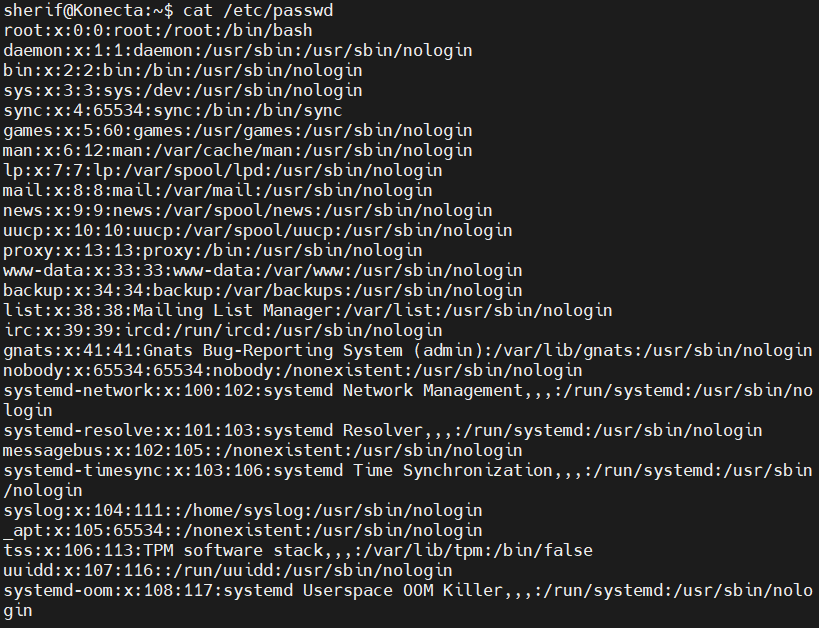 sherif@Konecta:~$ cat /etc/passwd
root:x:0:0:root:/root:/bin/bash
daemon:x:1:1:daemon:/usr/sbin:/usr/sbin/nologin
bin:x:2:2:bin:/bin:/usr/sbin/nologin
sys:x:3:3:sys:/dev:/usr/sbin/nologin
sync:x:4:65534:sync:/bin:/bin/sync
games:x:5:60:games:/usr/games:/usr/sbin/nologin
man:x:6:12:man:/var/cache/man:/usr/sbin/nologin
lp:x:7:7:lp:/var/spool/lpd:/usr/sbin/nologin
mail:x:8:8:mail:/var/mail:/usr/sbin/nologin
news:x:9:9:news:/var/spool/news:/usr/sbin/nologin
uucp:x:10:10:uucp:/var/spool/uucp:/usr/sbin/nologin
proxy:x:13:13:proxy:/bin:/usr/sbin/nologin
www-data:x:33:33:www-data:/var/www:/usr/sbin/nologin
backup:x:34:34:backup:/var/backups:/usr/sbin/nologin
list:x:38:38:Mailing List Manager:/var/list:/usr/sbin/nologin
irc:x:39:39:ircd:/run/ircd:/usr/sbin/nologin
gnats:x:41:41:Gnats Bug-Reporting System (admin):/var/lib/gnats:/usr/sbin/nologin
nobody:x:65534:65534:nobody:/nonexistent:/usr/sbin/nologin
systemd-network:x:100:102:systemd Network Management,,,:/run/systemd:/usr/sbin/no
login
systemd-resolve:x:101:103:systemd Resolver,,,:/run/systemd:/usr/sbin/nologin
messagebus:x:102:105::/nonexistent:/usr/sbin/nologin
systemd-timesync:x:103:106:systemd Time Synchronization,,,:/run/systemd:/usr/sbin
/nologin
syslog:x:104:111::/home/syslog:/usr/sbin/nologin
_apt:x:105:65534::/nonexistent:/usr/sbin/nologin
tss:x:106:113:TPM software stack,,,:/var/lib/tpm:/bin/false
uuidd:x:107:116::/run/uuidd:/usr/sbin/nologin
systemd-oom:x:108:117:systemd Userspace OOM Killer,,,:/run/systemd:/usr/sbin/nolo
gin